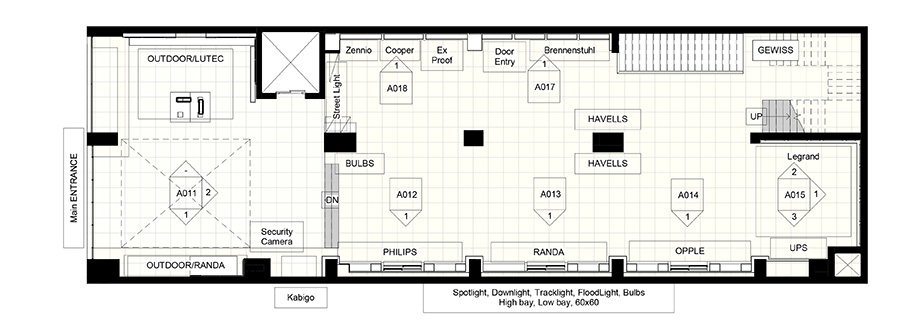 Zennio
Cooper
Ex
Proof
Door
Entry
Brennenstuhl
GEWISS
OUTDOOR/LUTEC
Street Light
1
A018
1
A017
UP
HAVELLS
HAVELLS
BULBS
Legrand
Main ENTRANCE
-
A011
2
1
DN
A012
1
A013
1
A014
1
2
A015
1
3
Security
Camera
PHILIPS
RANDA
OPPLE
UPS
OUTDOOR/RANDA
Kabigo
Spotlight, Downlight, Tracklight, FloodLight, Bulbs
High bay, Low bay, 60x60